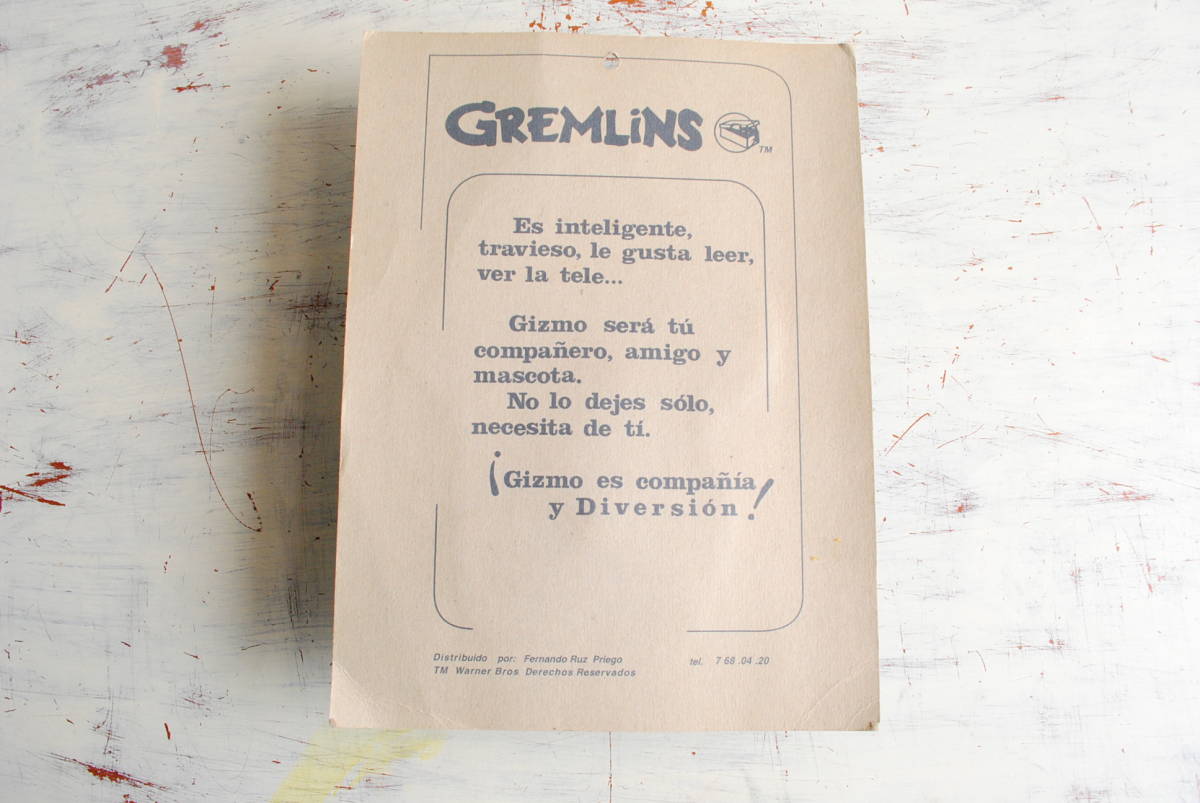 GREMLiNS TM
Es inteligente,
travieso, le gusta leer,
ver la tele...
Gizmo será tú
compañero, amigo y
mascota.
No lo dejes sólo,
necesita de tí.
¡Gizmo es compañía
y Diversión!
Distribuido por: Fernando Ruz Priego tel. 7 68 .04 .20
TM Warner Bros Derechos Reservados